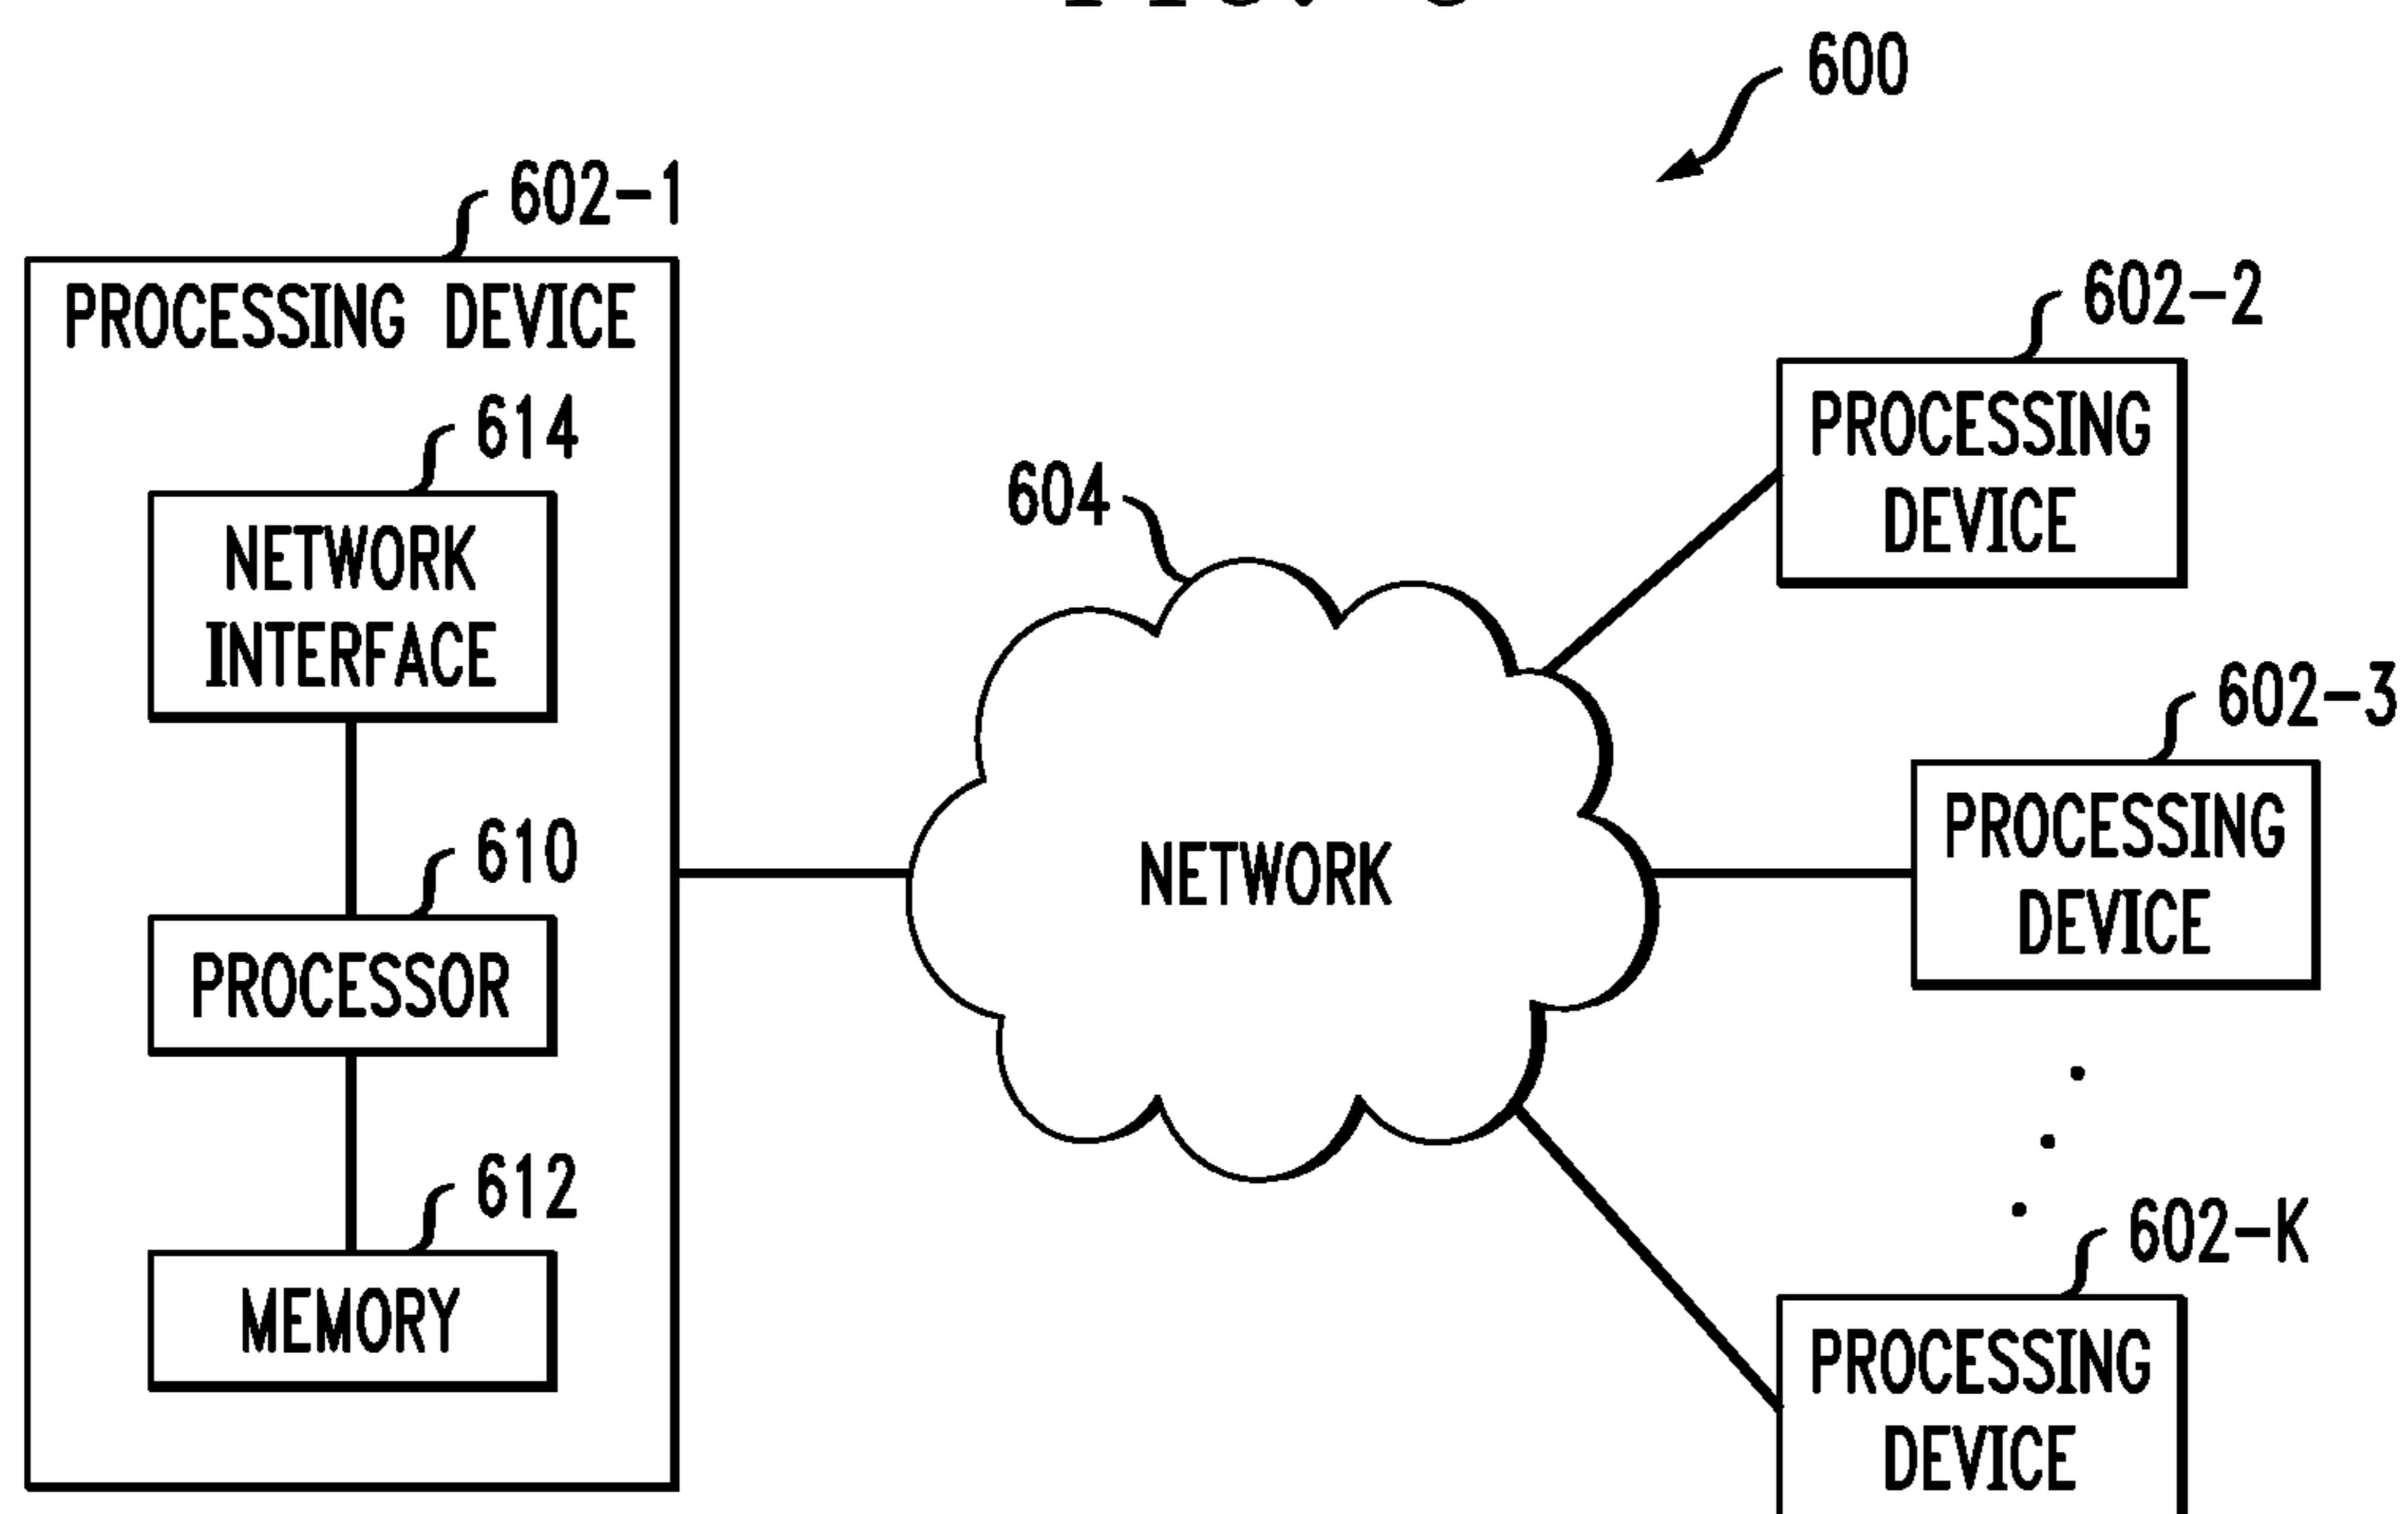 600
602-1
PROCESSING DEVICE
614
NETWORK
INTERFACE
610
PROCESSOR
612
MEMORY
604
NETWORK
602-2
PROCESSING
DEVICE
602-3
PROCESSING
DEVICE
602-K
PROCESSING
DEVICE